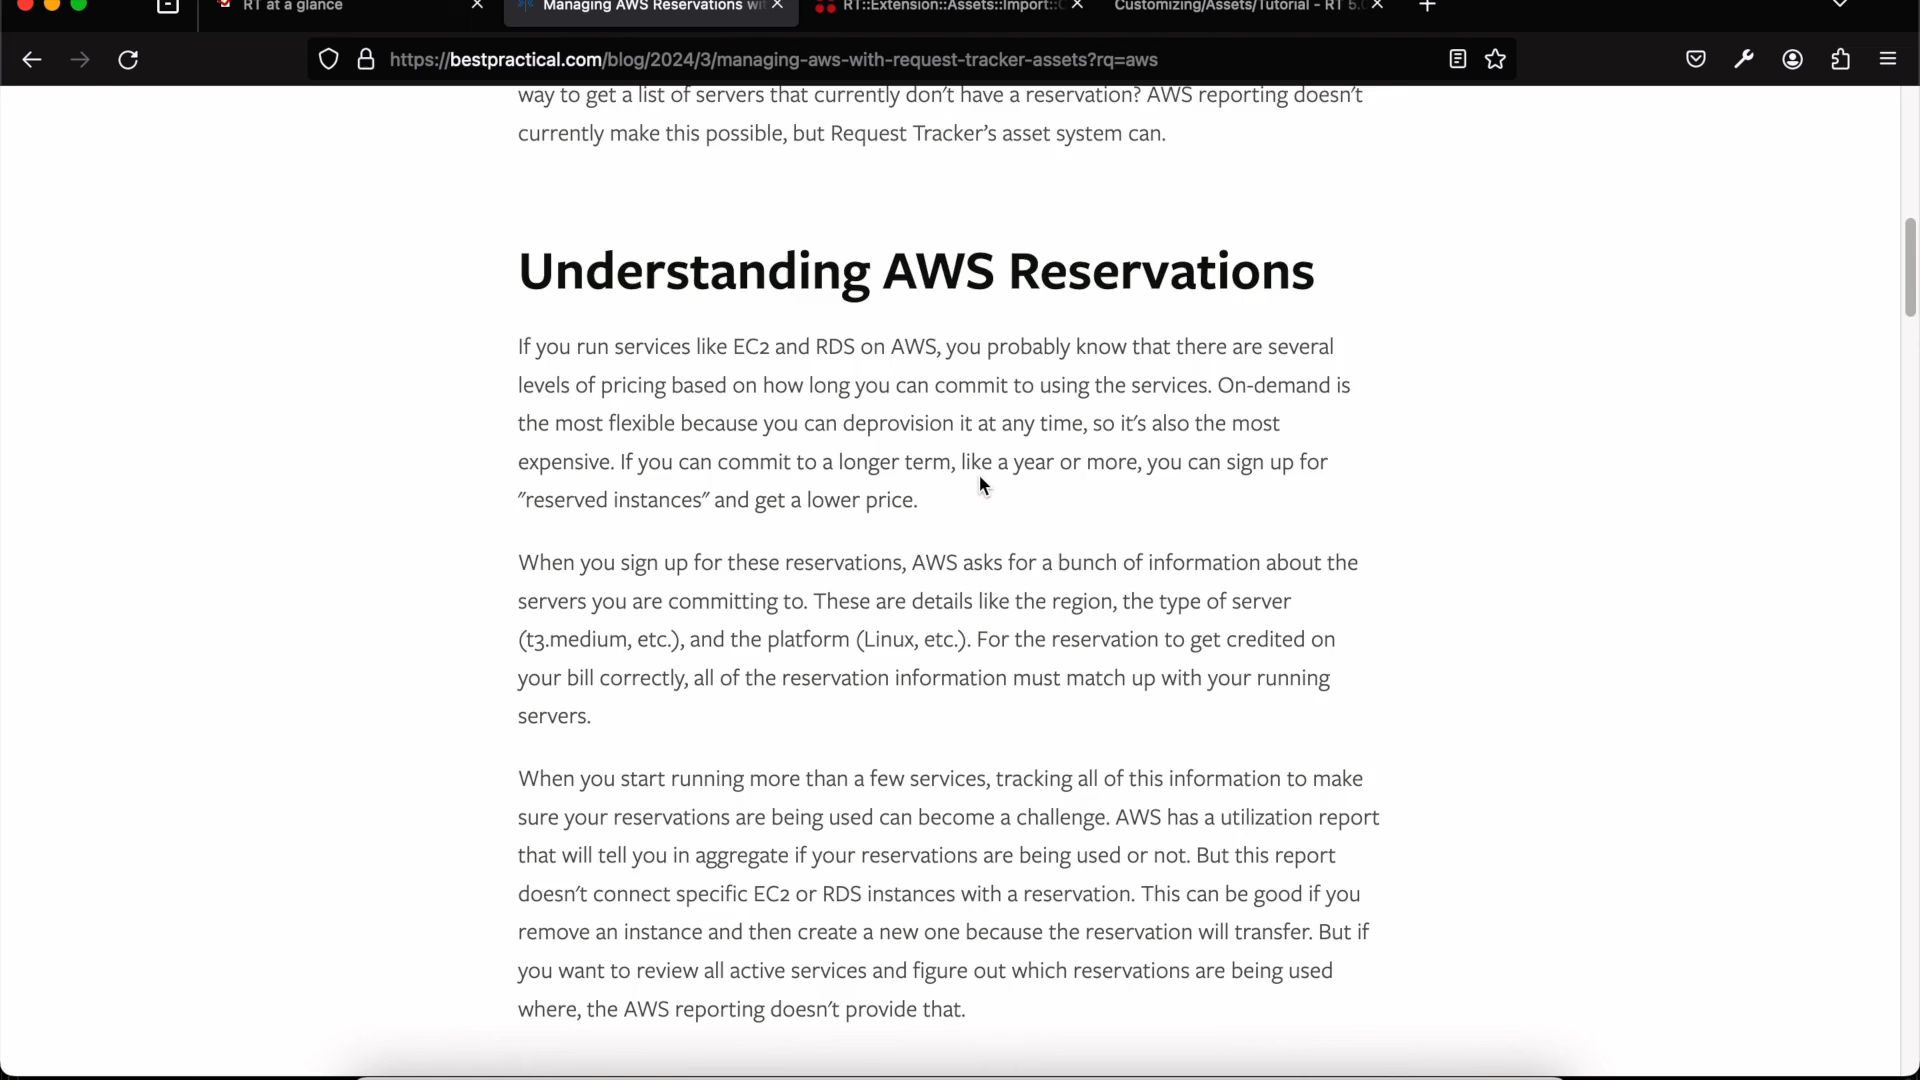 RT at a glance
Managing AWS Reservations wit
RT::Extension::Assets::Import::C
Customizing/Assets/Tutorial - RT 5.0
https://bestpractical.com/blog/2024/3/managing-aws-with-request-tracker-assets?rq=aws
way to get a list of servers that currently don't have a reservation? AWS reporting doesn't
currently make this possible, but Request Tracker's asset system can.
Understanding AWS Reservations
If you run services like EC2 and RDS on AWS, you probably know that there are several
levels of pricing based on how long you can commit to using the services. On-demand is
the most flexible because you can deprovision it at any time, so it's also the most
expensive. If you can commit to a longer term, like a year or more, you can sign up for
"reserved instances" and get a lower price.
When you sign up for these reservations, AWS asks for a bunch of information about the
servers you are committing to. These are details like the region, the type of server
(t3.medium, etc.), and the platform (Linux, etc.). For the reservation to get credited on
your bill correctly, all of the reservation information must match up with your running
servers.
When you start running more than a few services, tracking all of this information to make
sure your reservations are being used can become a challenge. AWS has a utilization report
that will tell you in aggregate if your reservations are being used or not. But this report
doesn't connect specific EC2 or RDS instances with a reservation. This can be good if you
remove an instance and then create a new one because the reservation will transfer. But if
you want to review all active services and figure out which reservations are being used
where, the AWS reporting doesn't provide that.